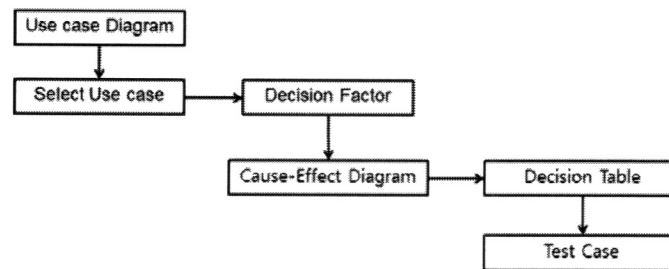 Use case Diagram
Select Use case
Decision Factor
Cause-Effect Diagram
Decision Table
Test Case